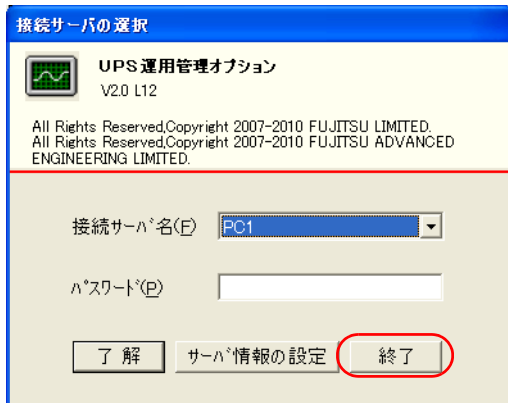 接続サーバの選択
UPS運用管理オプション
V2.0 L12
All Rights Reserved,Copyright 2007-2010 FUJITSU LIMITED.
All Rights Reserved,Copyright 2007-2010 FUJITSU ADVANCED
ENGINEERING LIMITED.
接続サーバ名(F) PC1
パスワード(P)
了解 サーバ情報の設定 終了